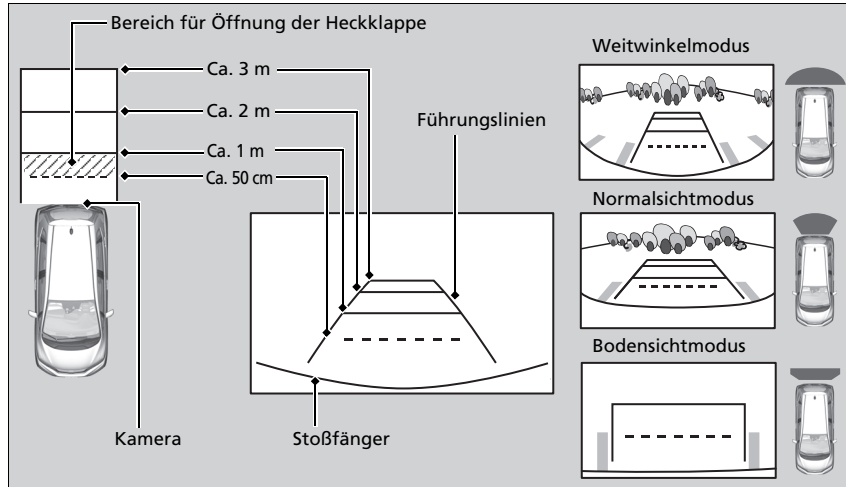 Bereich für Öffnung der Heckklappe
Ca. 3 m
Ca. 2 m
Ca. 1 m
Ca. 50 cm
Führungslinien
Kamera
Stoßfänger
Weitwinkelmodus
Normalsichtmodus
Bodensichtmodus